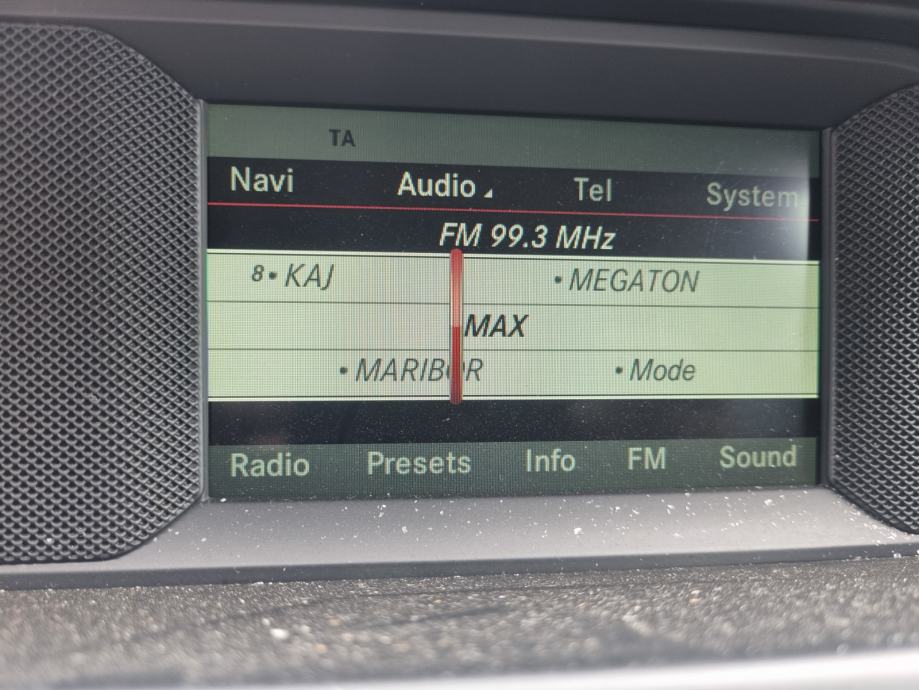 TA
Navi Audio Tel System
FM 99.3 MHz
8• KAJ • MEGATON
MAX
• MARIBOR • Mode
Radio Presets Info FM Sound